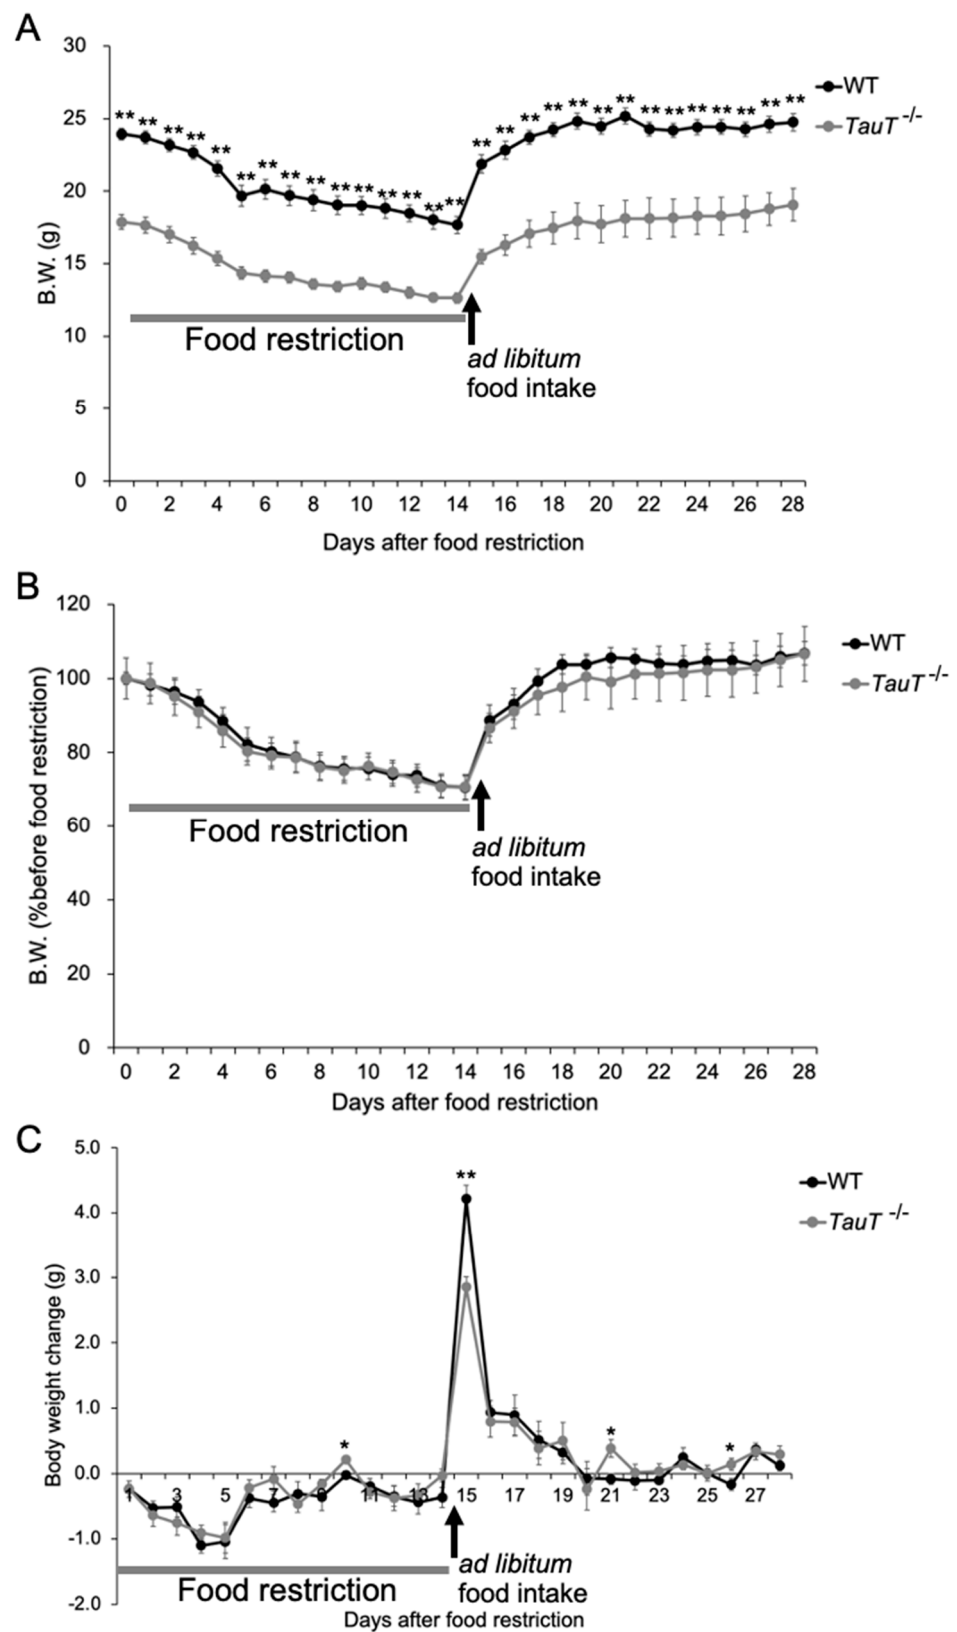 A
30
25
20
15
10
5
0
B.W. (g)
** ** ** ** ** ** ** ** ** ** ** ** ** ** ** ** ** ** ** ** ** ** ** ** ** ** ** ** **
WT
TauT -/-
Food restriction
ad libitum
food intake
0 2 4 6 8 10 12 14 16 18 20 22 24 26 28
Days after food restriction
B
120
100
80
60
40
20
0
B.W. (%before food restriction)
WT
TauT -/-
Food restriction
ad libitum
food intake
0 2 4 6 8 10 12 14 16 18 20 22 24 26 28
Days after food restriction
C
5.0
4.0
3.0
2.0
1.0
0.0
-1.0
-2.0
Body weight change (g)
**
WT
TauT -/-
* * *
1 3 5 7 9 11 13 15 17 19 21 23 25 27
Food restriction
ad libitum
food intake
Days after food restriction